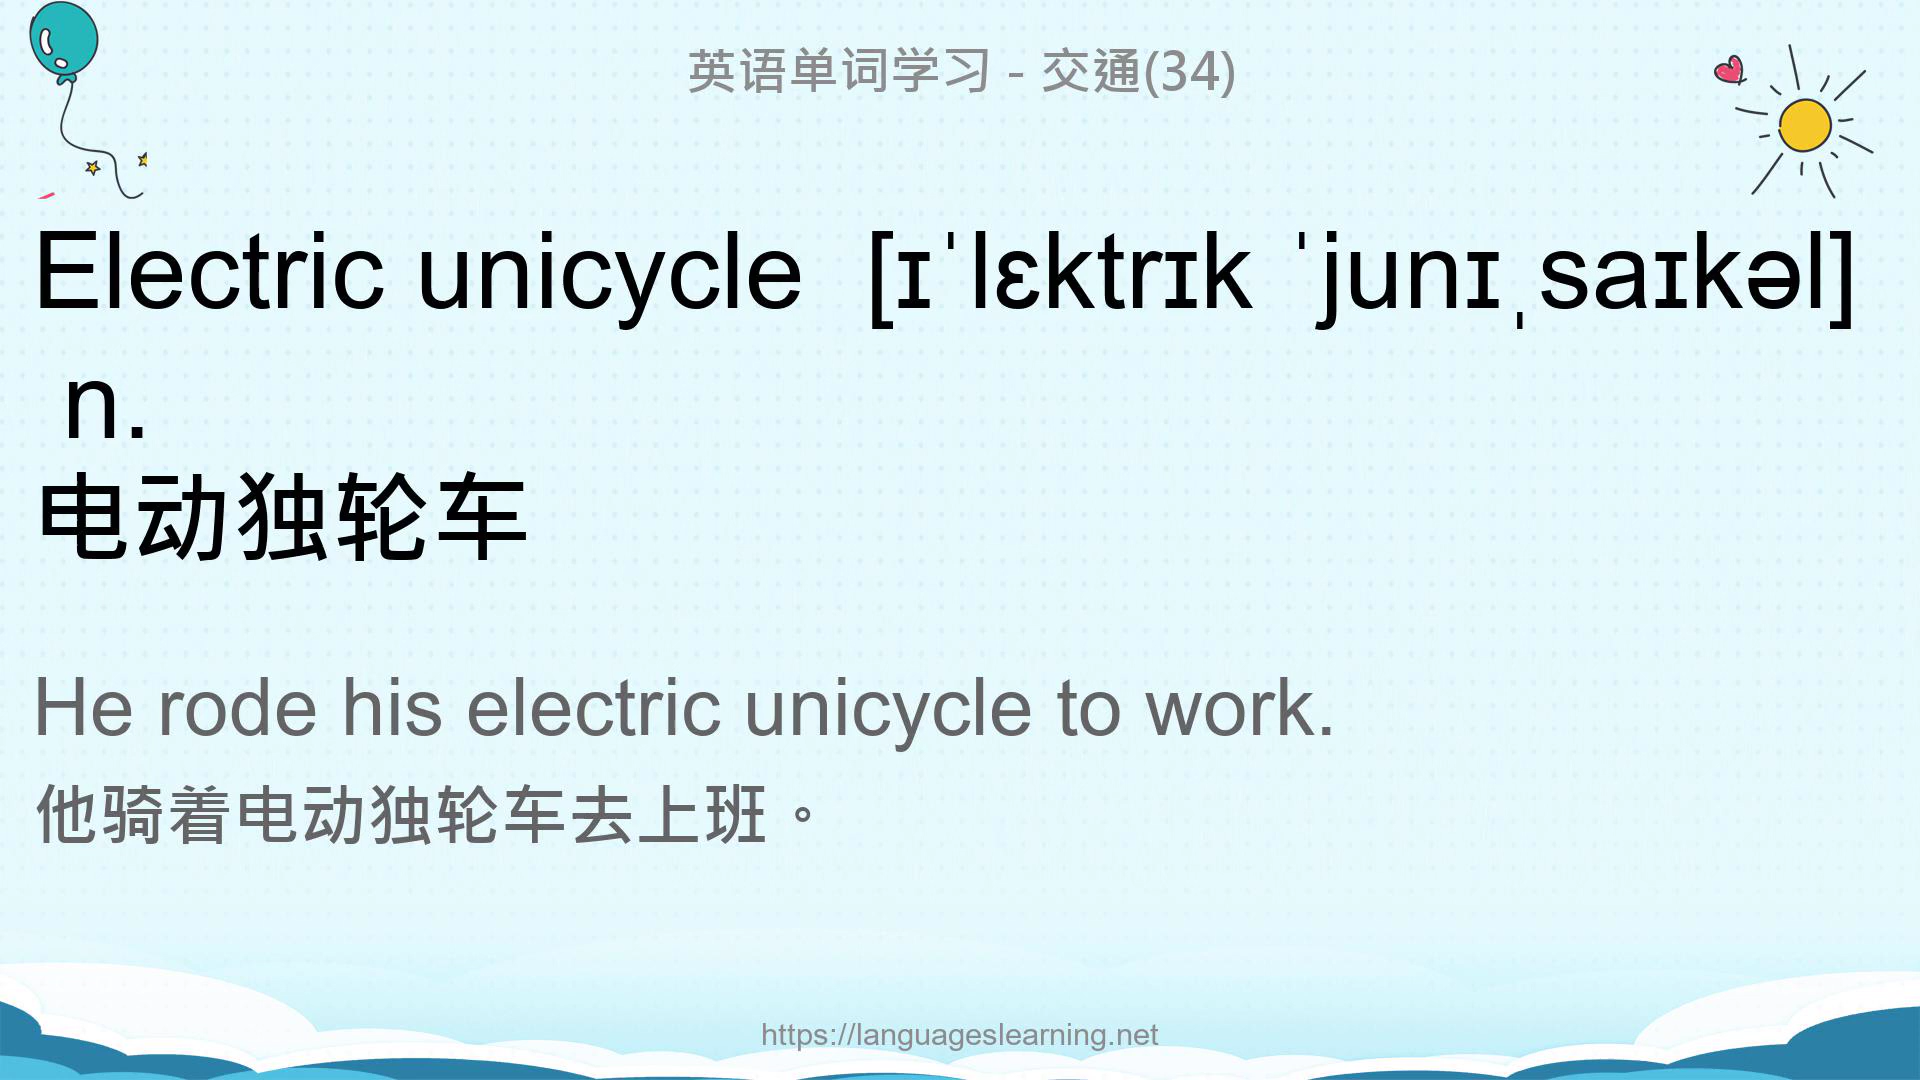 英语单词学习 - 交通(34)
Electric unicycle [ɪˈlɛktrɪk ˈjunɪˌsaɪkəl]
n.
电动独轮车
He rode his electric unicycle to work.
他骑着电动独轮车去上班。
https://languageslearning.net